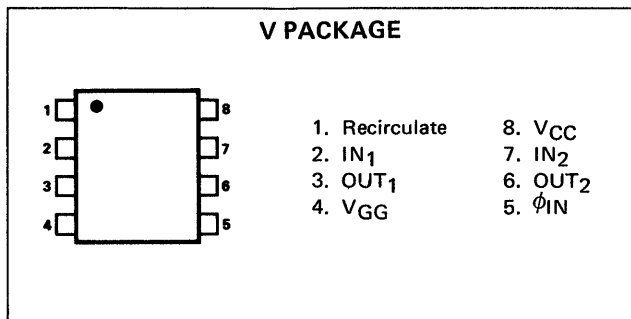 V PACKAGE
1 8
2 7
3 6
4 5
1. Recirculate 8. VCC
2. IN1 7. IN2
3. OUT1 6. OUT2
4. VGG 5. ϕIN